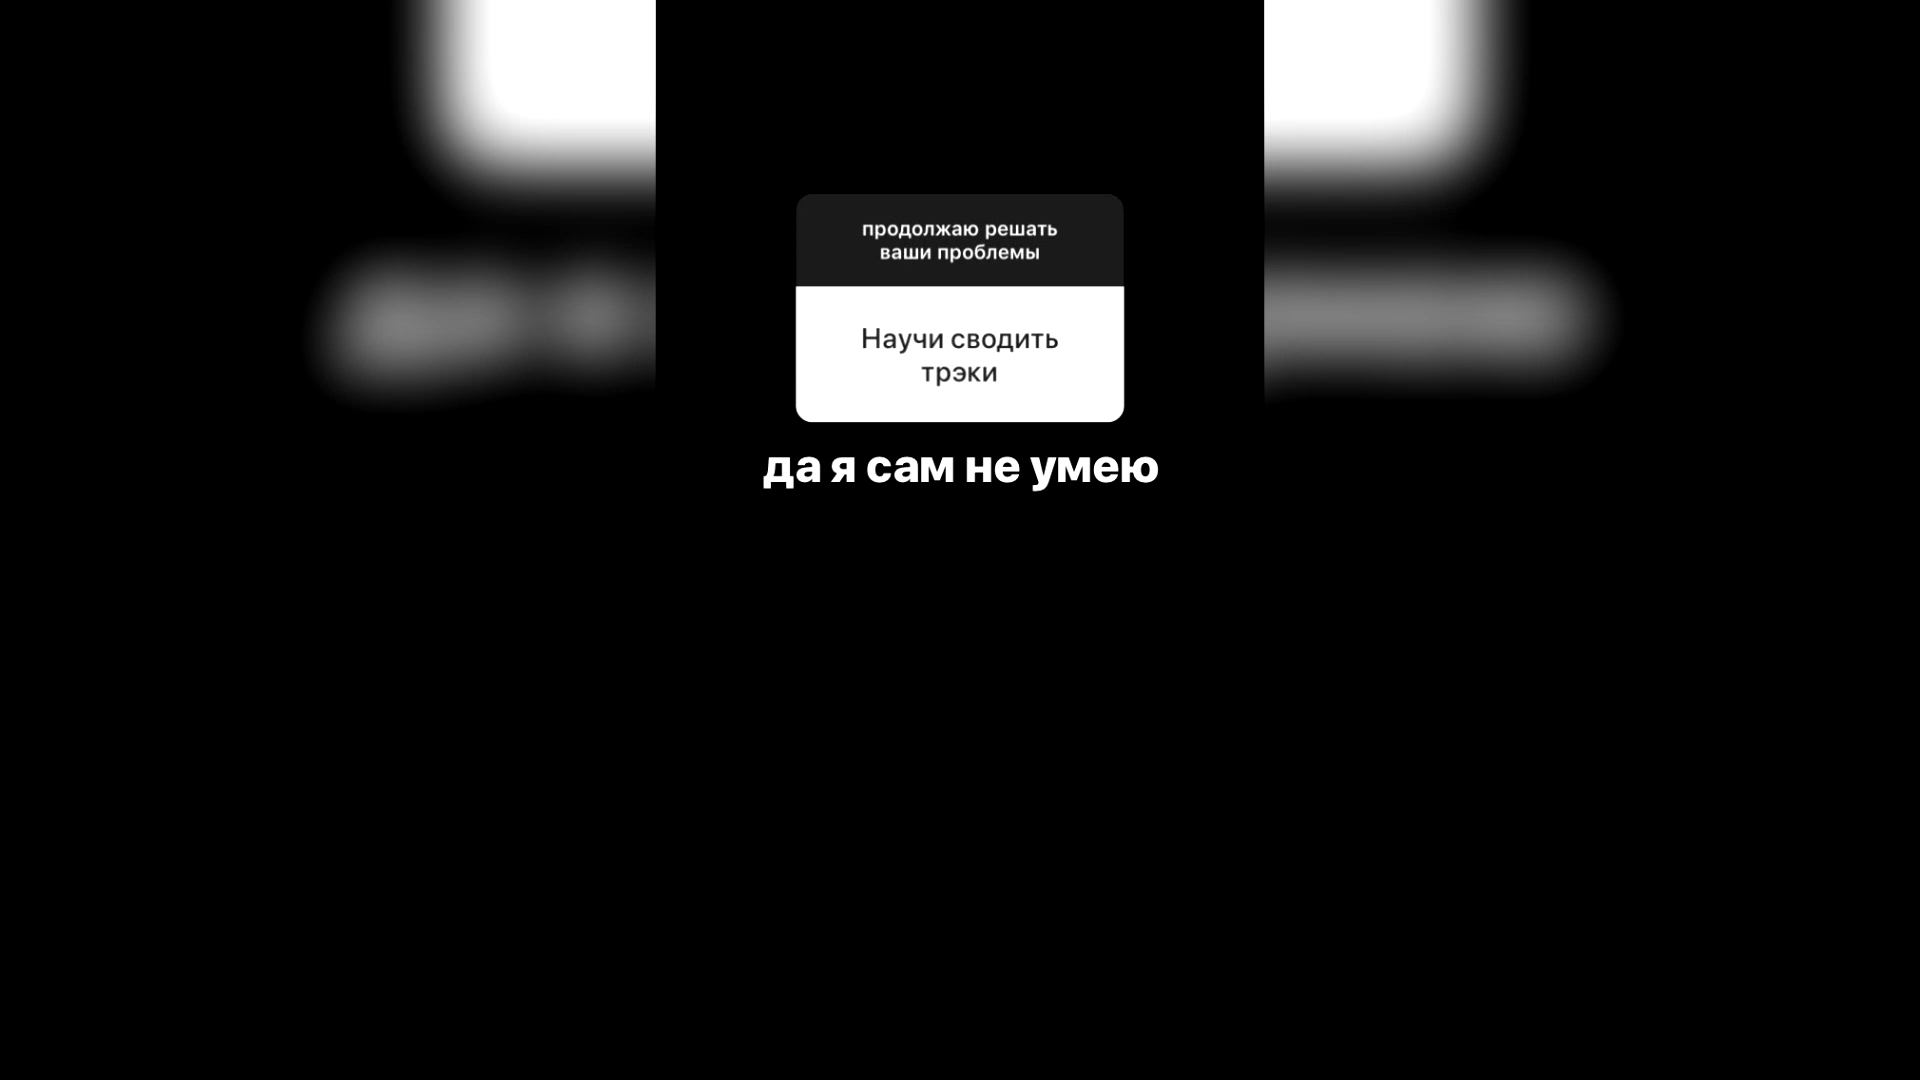 продолжаю решать
ваши проблемы
Научи сводить
трэки
да я сам не умею